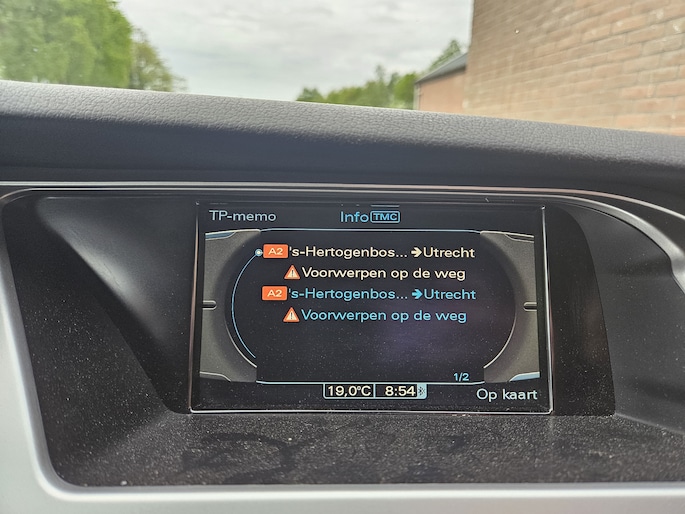 TP-memo Info TMC
A2 's-Hertogenbos... ➔Utrecht
Voorwerpen op de weg
A2 's-Hertogenbos... ➔Utrecht
Voorwerpen op de weg
1/2
19,0°C 8:54
Op kaart